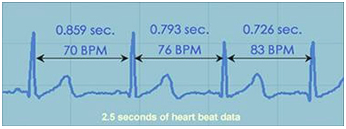 0.859 sec. 0.793 sec. 0.726 sec.
70 BPM 76 BPM 83 BPM
2.5 seconds of heart beat data